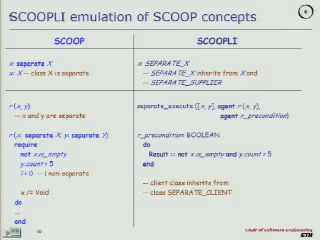 SCOOPLI emulation of SCOOP concepts
SCOOP
SCOOPLI
x: separate X
x: X -- class X is separate
x: SEPARATE_X
-- SEPARATE_X inherits from X and
-- SEPARATE_SUPPLIER
r (x, y)
-- x and y are separate
separate_execute ([x, y], agent r (x, y),
agent r_precondition)
r (x: separate X; y: separate Y)
require
not x.is_empty
y.count > 5
i > 0 -- i non-separate
x /= Void
do
...
end
r_precondition: BOOLEAN
do
Result := not x.is_empty and y.count > 5
end
-- client class inherits from
-- class SEPARATE_CLIENT
Chair of Software Engineering
ETH